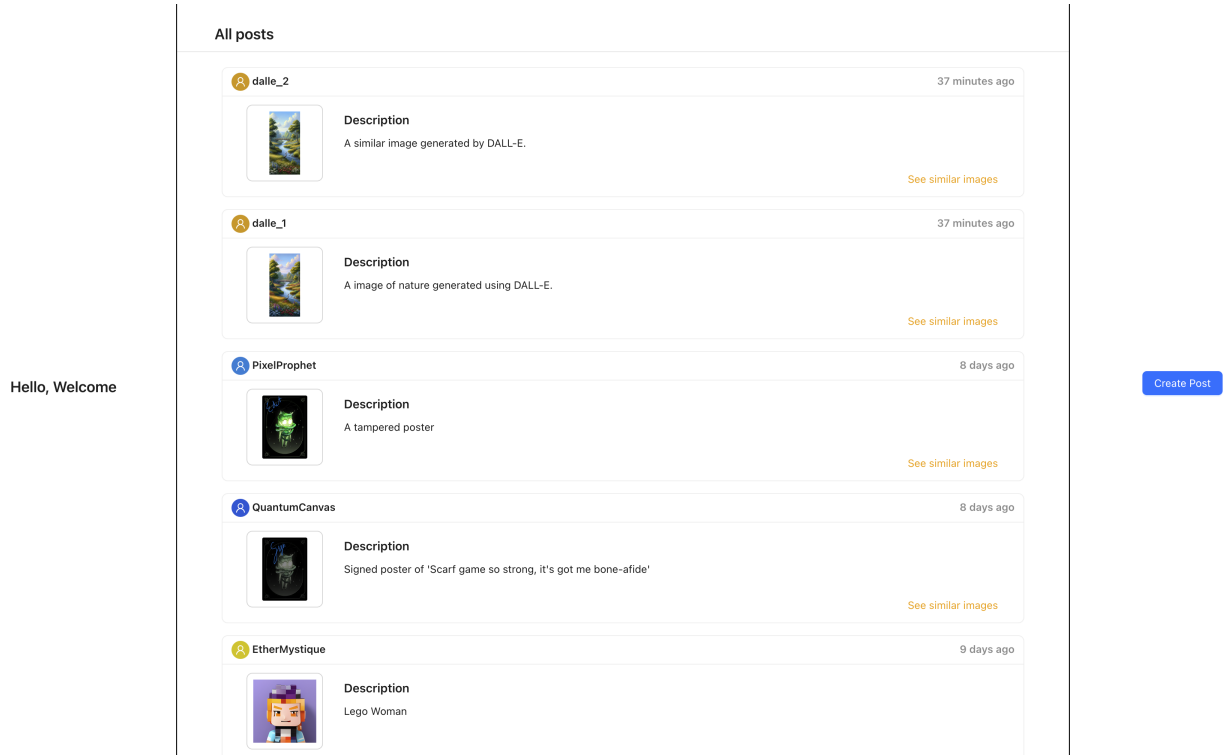 All posts
dalle_2
37 minutes ago
Description
A similar image generated by DALL-E.
See similar images
dalle_1
37 minutes ago
Description
A image of nature generated using DALL-E.
See similar images
Hello, Welcome
PixelProphet
8 days ago
Create Post
Description
A tampered poster
See similar images
QuantumCanvas
8 days ago
Description
Signed poster of 'Scarf game so strong, it's got me bone-afide'
See similar images
EtherMystique
9 days ago
Description
Lego Woman